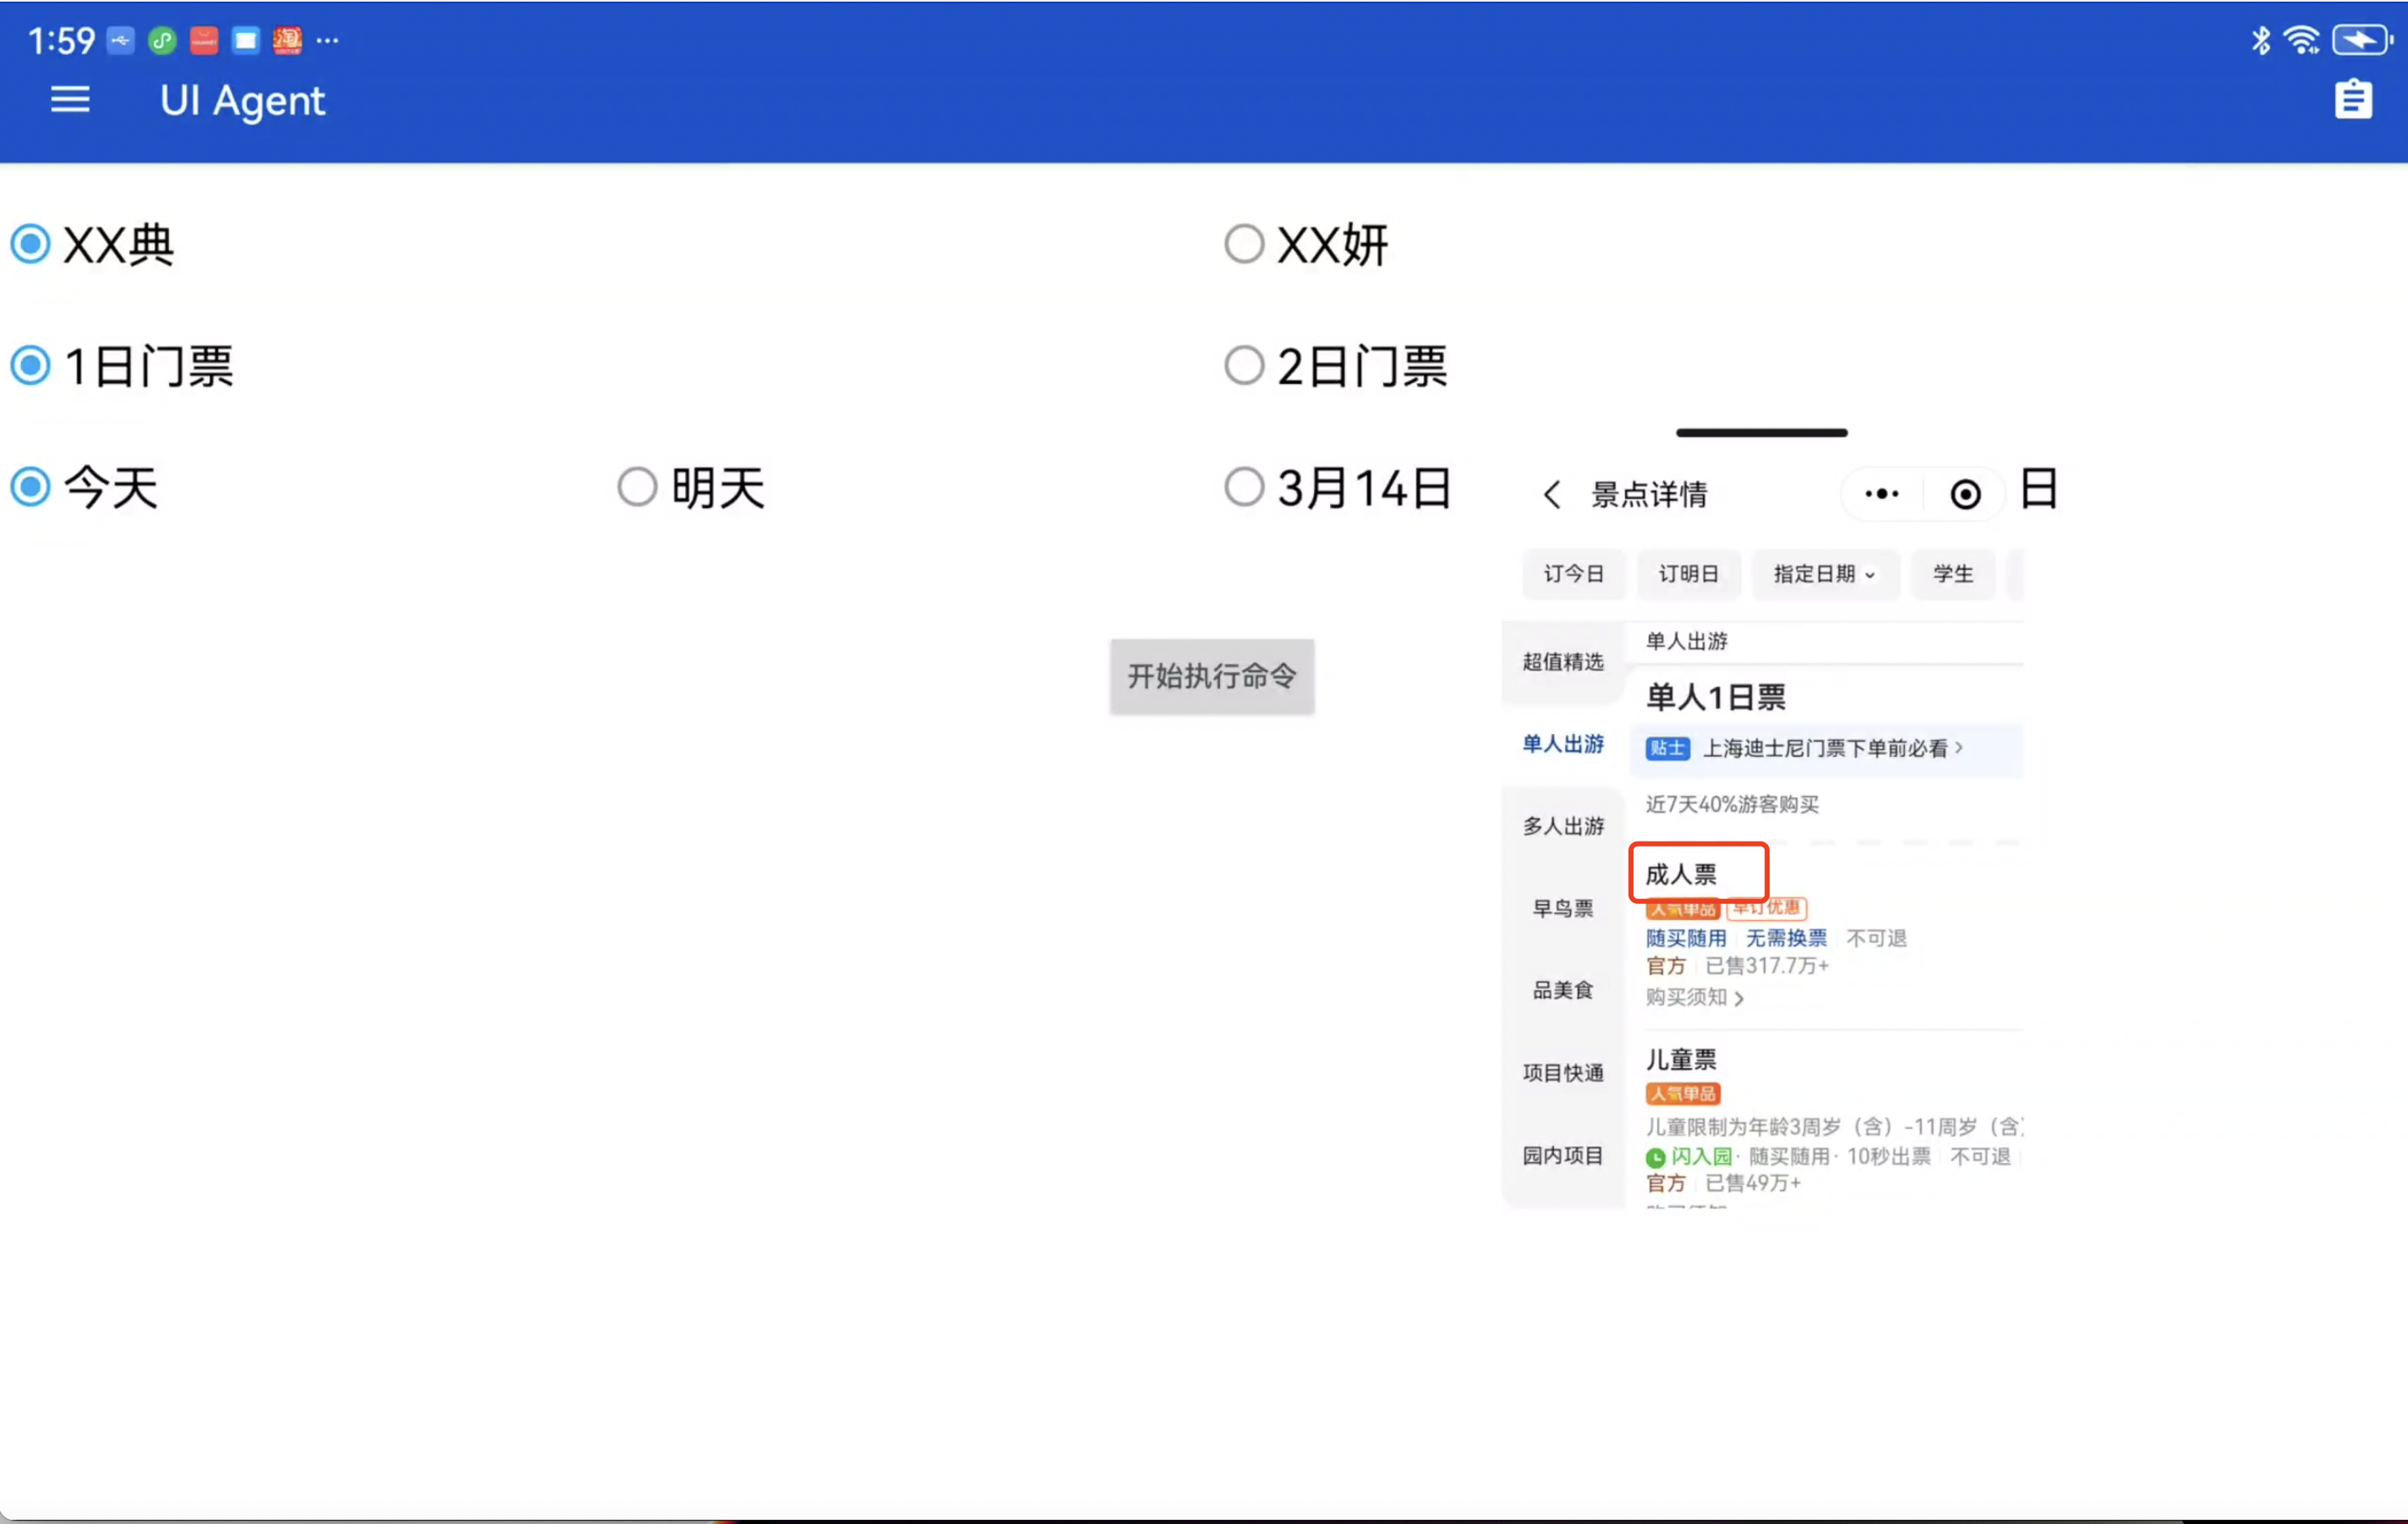 1:59
UI Agent
XX典
XX妍
1日门票
2日门票
今天
明天
3月14日
日
景点详情
订今日
订明日
指定日期
学生
超值精选
单人出游
多人出游
早鸟票
品美食
项目快通
园内项目
单人出游
单人1日票
贴士 上海迪士尼门票下单前必看
近7天40%游客购买
成人票
人气单品 早订优惠
随买随用 无需换票 不可退
官方 已售317.7万+
购买须知
儿童票
人气单品
儿童限制为年龄3周岁（含）-11周岁（含）
闪入园· 随买随用· 10秒出票 不可退
官方 已售49万+
开始执行命令